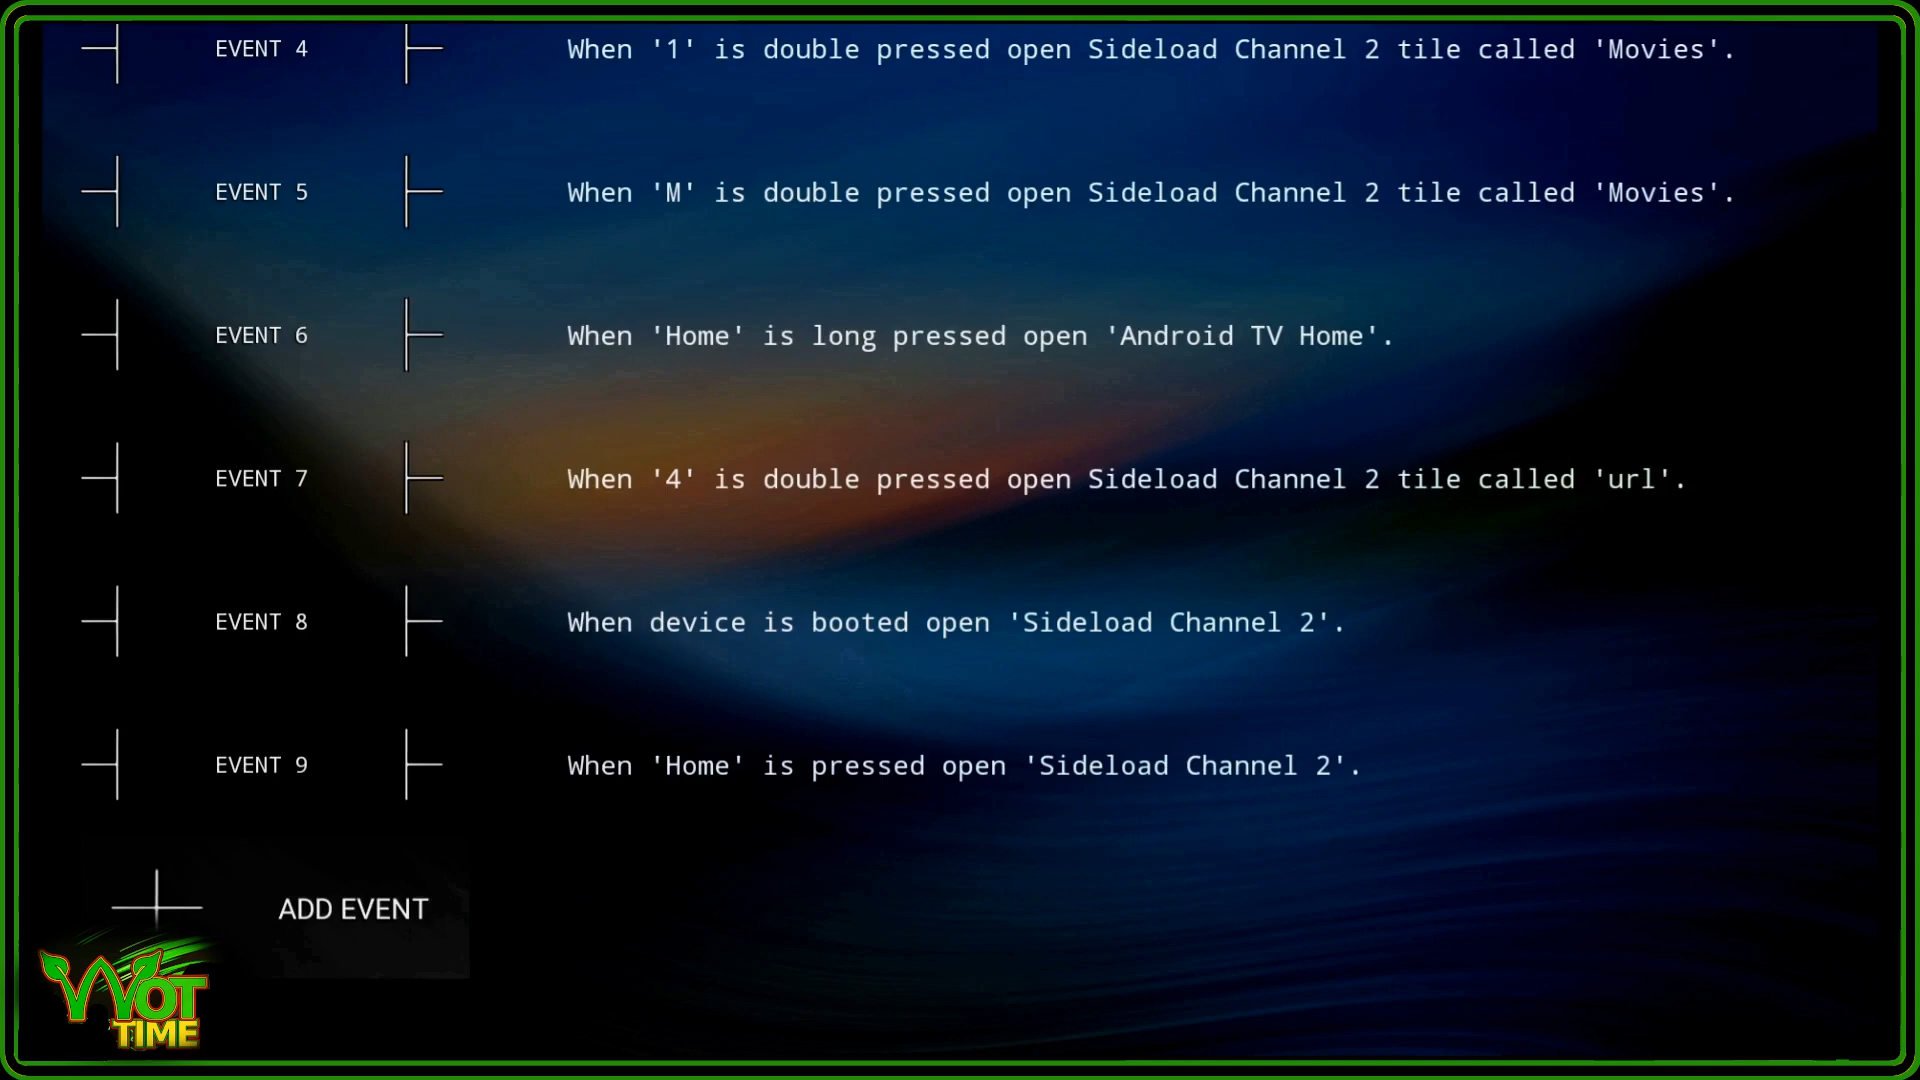 EVENT 4 When '1' is double pressed open Sideload Channel 2 tile called 'Movies'.
EVENT 5 When 'M' is double pressed open Sideload Channel 2 tile called 'Movies'.
EVENT 6 When 'Home' is long pressed open 'Android TV Home'.
EVENT 7 When '4' is double pressed open Sideload Channel 2 tile called 'url'.
EVENT 8 When device is booted open 'Sideload Channel 2'.
EVENT 9 When 'Home' is pressed open 'Sideload Channel 2'.
ADD EVENT
WOT
TIME